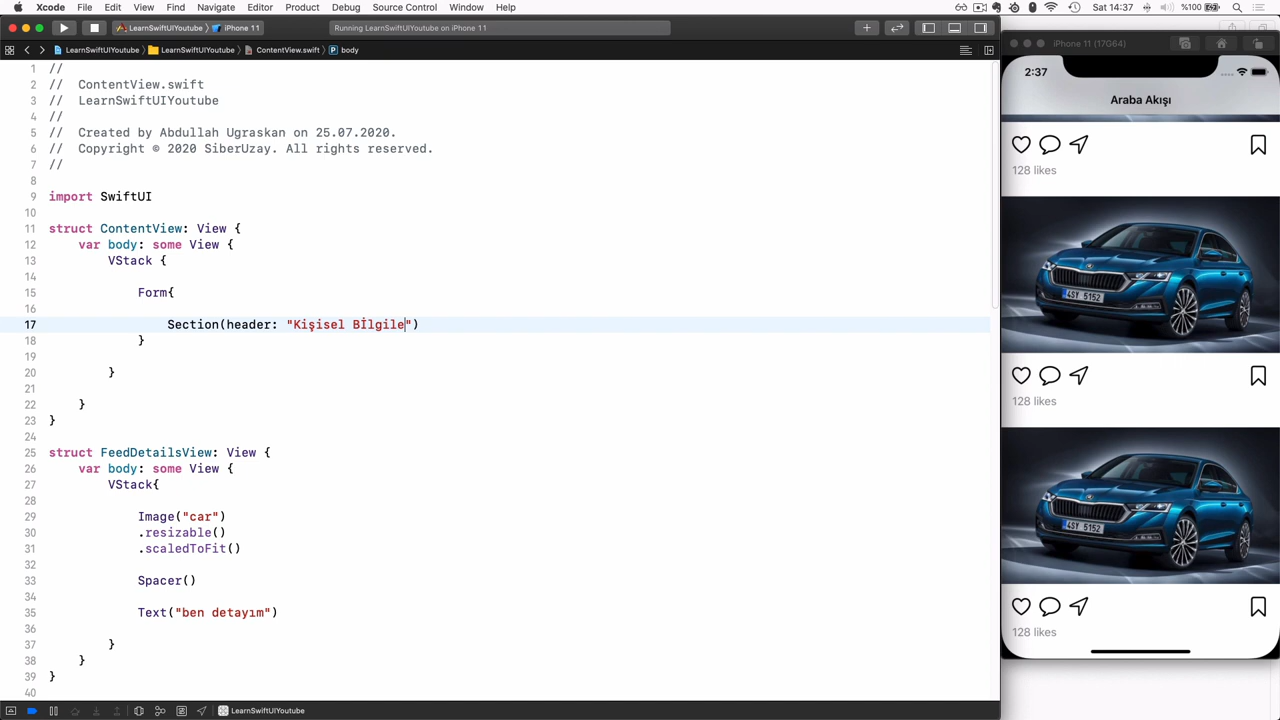 Xcode File Edit View Find Navigate Editor Product Debug Source Control Window Help
Sat 14:37 %100
LearnSwiftUIYoutube iPhone 11
Running LearnSwiftUIYoutube on iPhone 11
LearnSwiftUIYoutube LearnSwiftUIYoutube ContentView.swift body
1 //
2 //  ContentView.swift
3 //  LearnSwiftUIYoutube
4 //
5 //  Created by Abdullah Ugraskan on 25.07.2020.
6 //  Copyright © 2020 SiberUzay. All rights reserved.
7 //
8
9 import SwiftUI
10
11 struct ContentView: View {
12 var body: some View {
13 VStack {
14
15 Form{
16
17 Section(header: "Kişisel Bİlgile")
18 }
19
20 }
21
22 }
23 }
24
25 struct FeedDetailsView: View {
26 var body: some View {
27 VStack{
28
29 Image("car")
30 .resizable()
31 .scaledToFit()
32
33 Spacer()
34
35 Text("ben detayım")
36
37 }
38 }
39 }
40
LearnSwiftUIYoutube
iPhone 11 (17G64)
2:37
Araba Akışı
128 likes
4SY 5152
128 likes
4SY 5152
128 likes